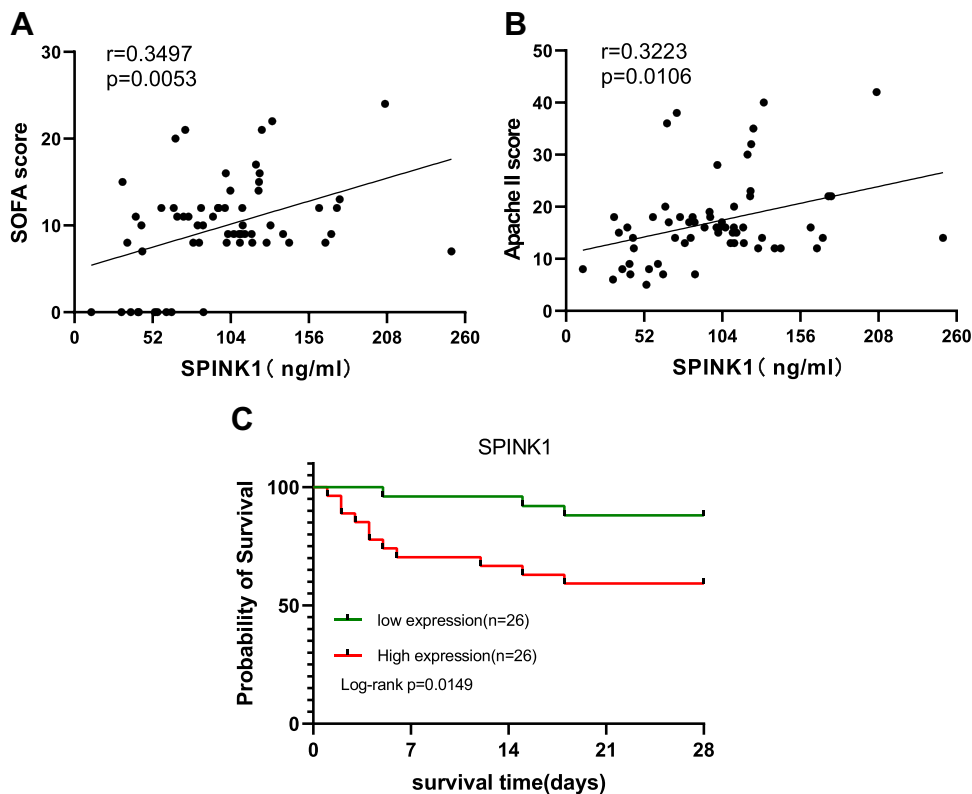 A
r=0.3497
p=0.0053
30
20
10
0
SOFA score
0 52 104 156 208 260
SPINK1（ng/ml）
B
r=0.3223
p=0.0106
50
40
30
20
10
0
Apache II score
0 52 104 156 208 260
SPINK1（ng/ml）
C
SPINK1
100
50
0
Probability of Survival
low expression(n=26)
High expression(n=26)
Log-rank p=0.0149
0 7 14 21 28
survival time(days)